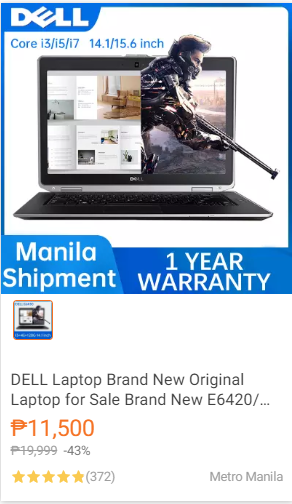 DELL
Core i3/i5/i7 14.1/15.6 inch
DELL
Manila
Shipment
1 YEAR
WARRANTY
DELL Laptop Brand New Original
Laptop for Sale Brand New E6420/...
₱11,500
₱19,999 -43%
(372)
Metro Manila